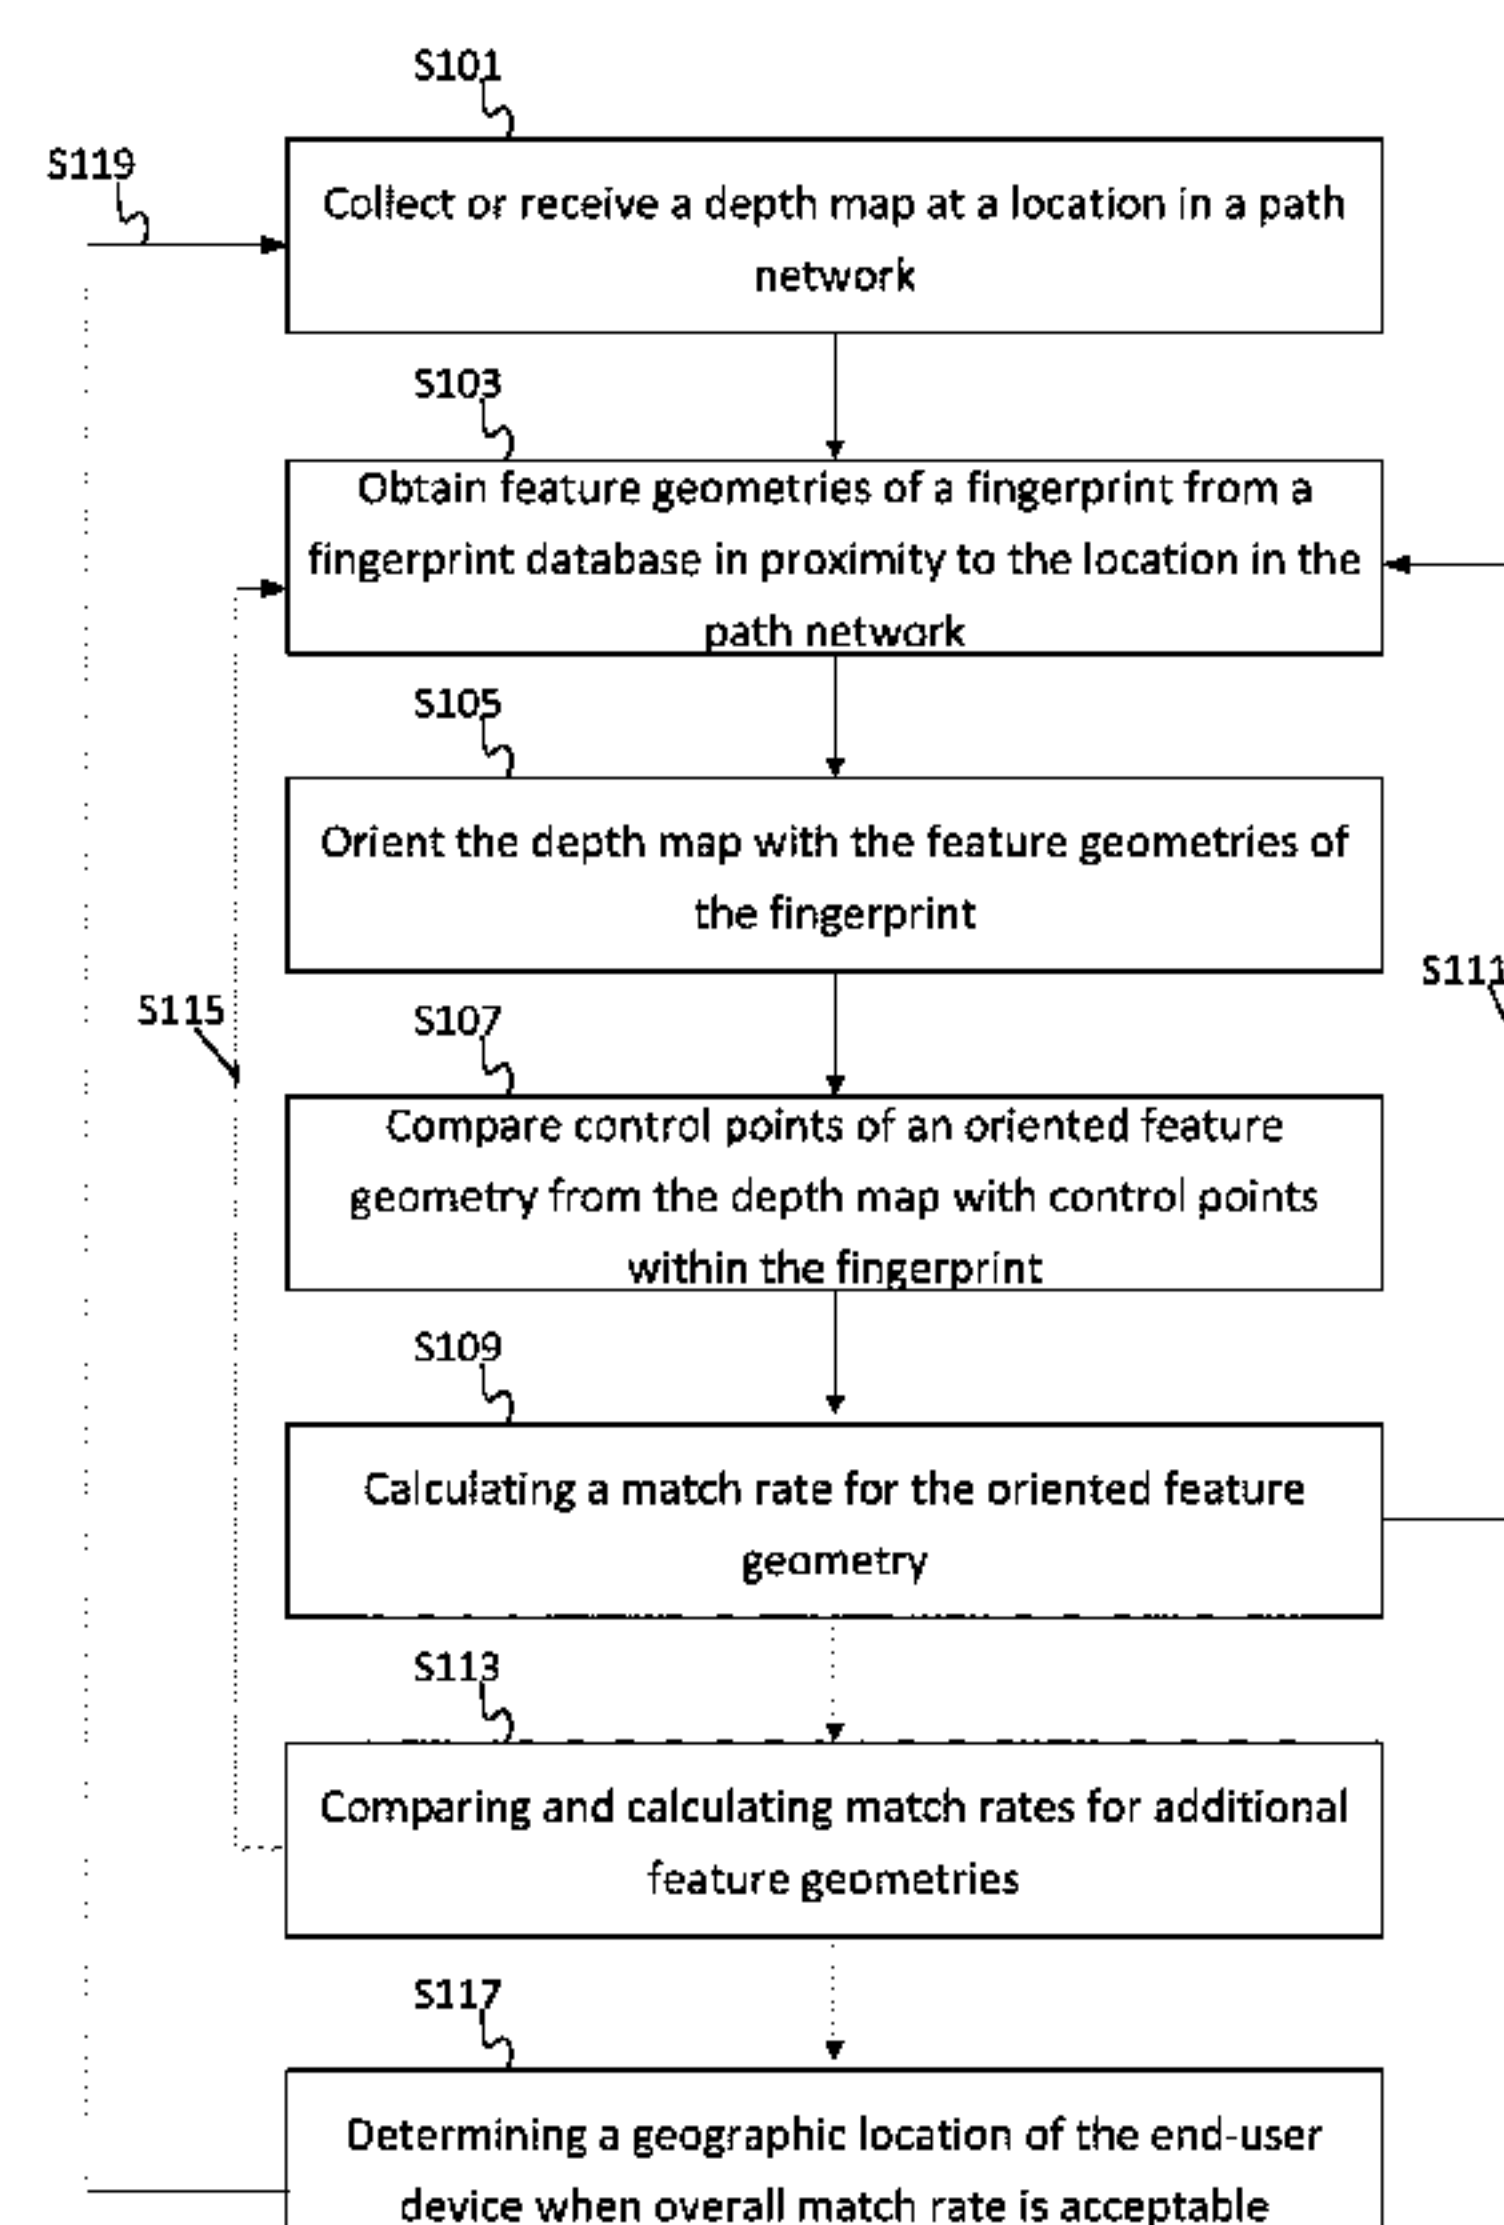 S101
S119
Collect or receive a depth map at a location in a path
network
S103
Obtain feature geometries of a fingerprint from a
fingerprint database in proximity to the location in the
path network
S105
Orient the depth map with the feature geometries of
the fingerprint
S111
S115
S107
Compare control points of an oriented feature
geometry from the depth map with control points
within the fingerprint
S109
Calculating a match rate for the oriented feature
geometry
S113
Comparing and calculating match rates for additional
feature geometries
S117
Determining a geographic location of the end-user
device when overall match rate is acceptable